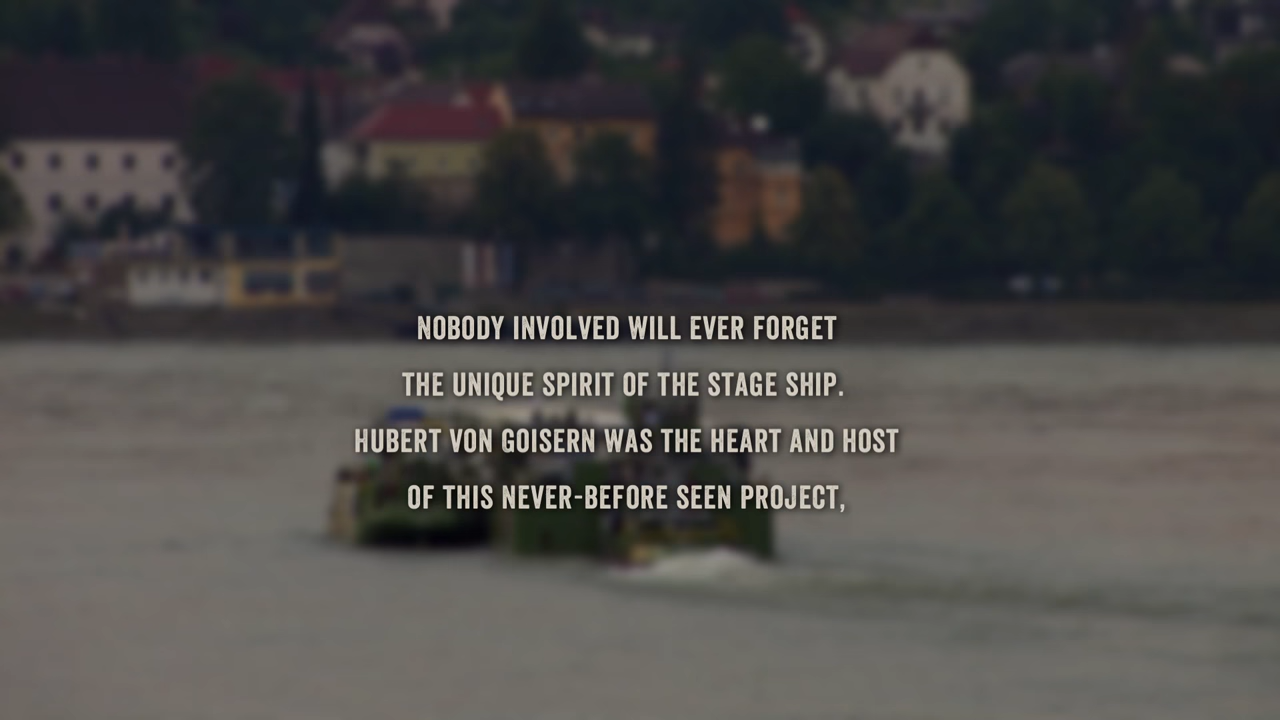 NOBODY INVOLVED WILL EVER FORGET
THE UNIQUE SPIRIT OF THE STAGE SHIP.
HUBERT VON GOISERN WAS THE HEART AND HOST
OF THIS NEVER-BEFORE SEEN PROJECT,